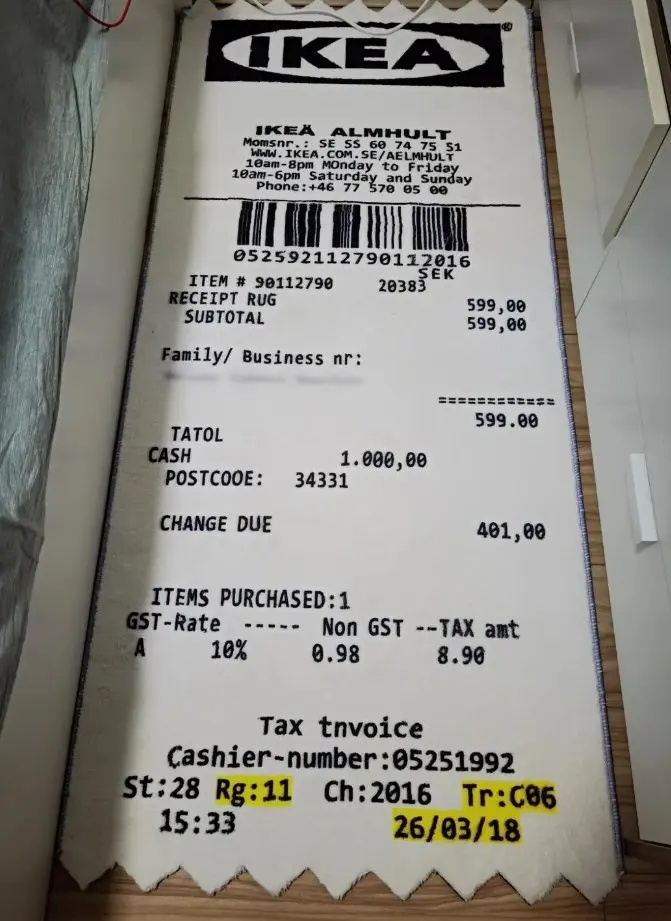 IKEA®
IKEÄ ALMHULT
Momsnr.: SE SS 60 74 75 S1
WWW.IKEA.COM.SE/AELMHULT
10am-8pm MOnday to Friday
10am-6pm Saturday and Sunday
Phone:+46 77 570 05 00
052592112790112016
SEK
ITEM # 90112790 20383
RECEIPT RUG 599,00
SUBTOTAL 599,00
Family/ Business nr:
============
599.00
TATOL
CASH 1.000,00
POSTCOOE: 34331
CHANGE DUE 401,00
ITEMS PURCHASED:1
GST-Rate ----- Non GST --TAX amt
A 10% 0.98 8.90
Tax tnvoice
Cashier-number:05251992
St:28 Rg:11 Ch:2016 Tr:C06
15:33 26/03/18